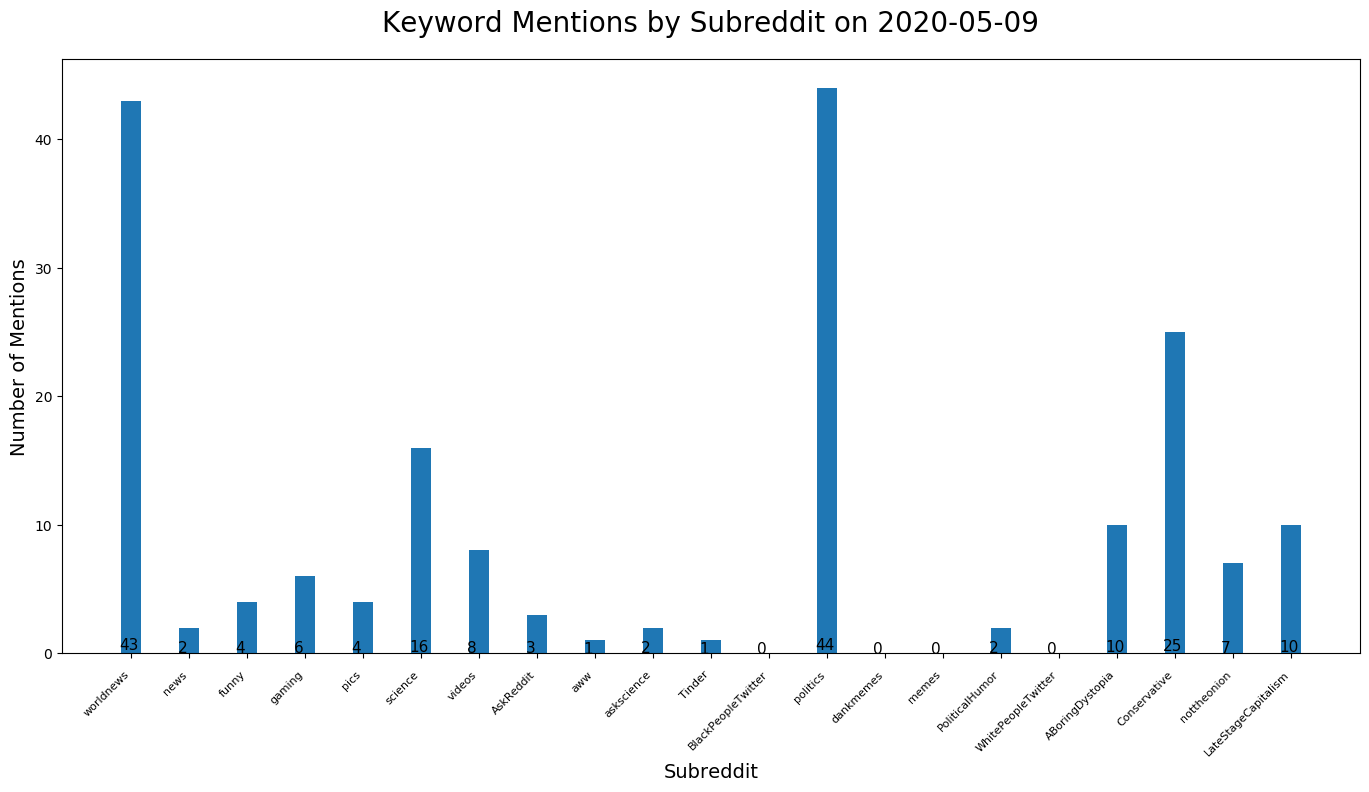 Keyword Mentions by Subreddit on 2020-05-09
Number of Mentions
40
30
20
10
0
43
2
4
6
4
16
8
3
1
2
1
0
44
0
0
2
0
10
25
7
10
worldnews
news
funny
gaming
pics
science
videos
AskReddit
aww
askscience
Tinder
BlackPeopleTwitter
politics
dankmemes
memes
PoliticalHumor
WhitePeopleTwitter
ABoringDystopia
Conservative
nottheonion
LateStageCapitalism
Subreddit